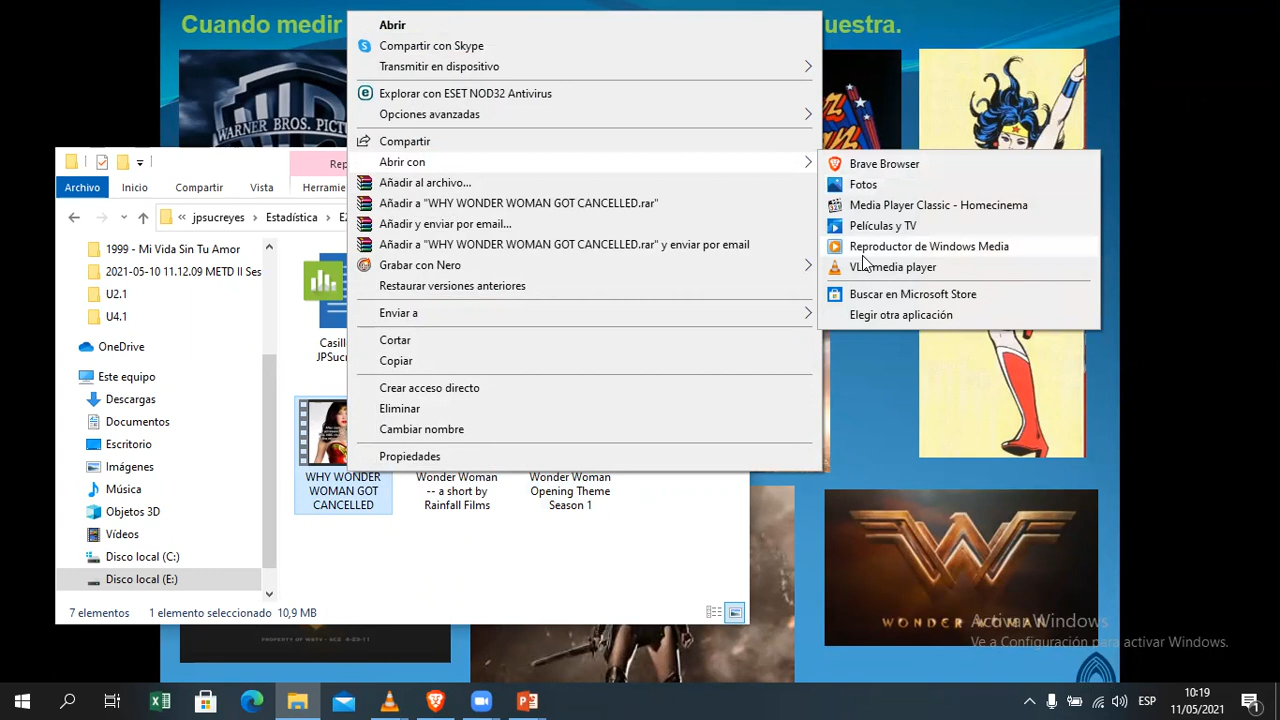 Cuando medir
uestra.
WARNER BROS. PICT
PROPERTY OF
WONDER WOMAN
Archivo
Inicio
Compartir
Vista
Rep
Herramie
jpsucreyes
Estadística
1999 - Mi Vida Sin Tu Amor
2021-05-10 11.12.09 METD II Ses
U2.1
U4.1
OneDrive
Este equipo
Descargas
Documentos
Escritorio
Imágenes
Música
Objetos 3D
Vídeos
Disco local (C:)
Disco local (E:)
Casill
JPSuc
WHY WONDER
WOMAN GOT
CANCELLED
Wonder Woman
-- a short by
Rainfall Films
Wonder Woman
Opening Theme
Season 1
7 elementos
1 elemento seleccionado 10,9 MB
Abrir
Compartir con Skype
Transmitir en dispositivo
Explorar con ESET NOD32 Antivirus
Opciones avanzadas
Compartir
Abrir con
Añadir al archivo...
Añadir a "WHY WONDER WOMAN GOT CANCELLED.rar"
Añadir y enviar por email...
Añadir a "WHY WONDER WOMAN GOT CANCELLED.rar" y enviar por email
Grabar con Nero
Restaurar versiones anteriores
Enviar a
Cortar
Copiar
Crear acceso directo
Eliminar
Cambiar nombre
Propiedades
Brave Browser
Fotos
Media Player Classic - Homecinema
Películas y TV
Reproductor de Windows Media
VLC media player
Buscar en Microsoft Store
Elegir otra aplicación
Activar Windows
Ve a Configuración para activar Windows.
ESP
10:19
11/05/2021